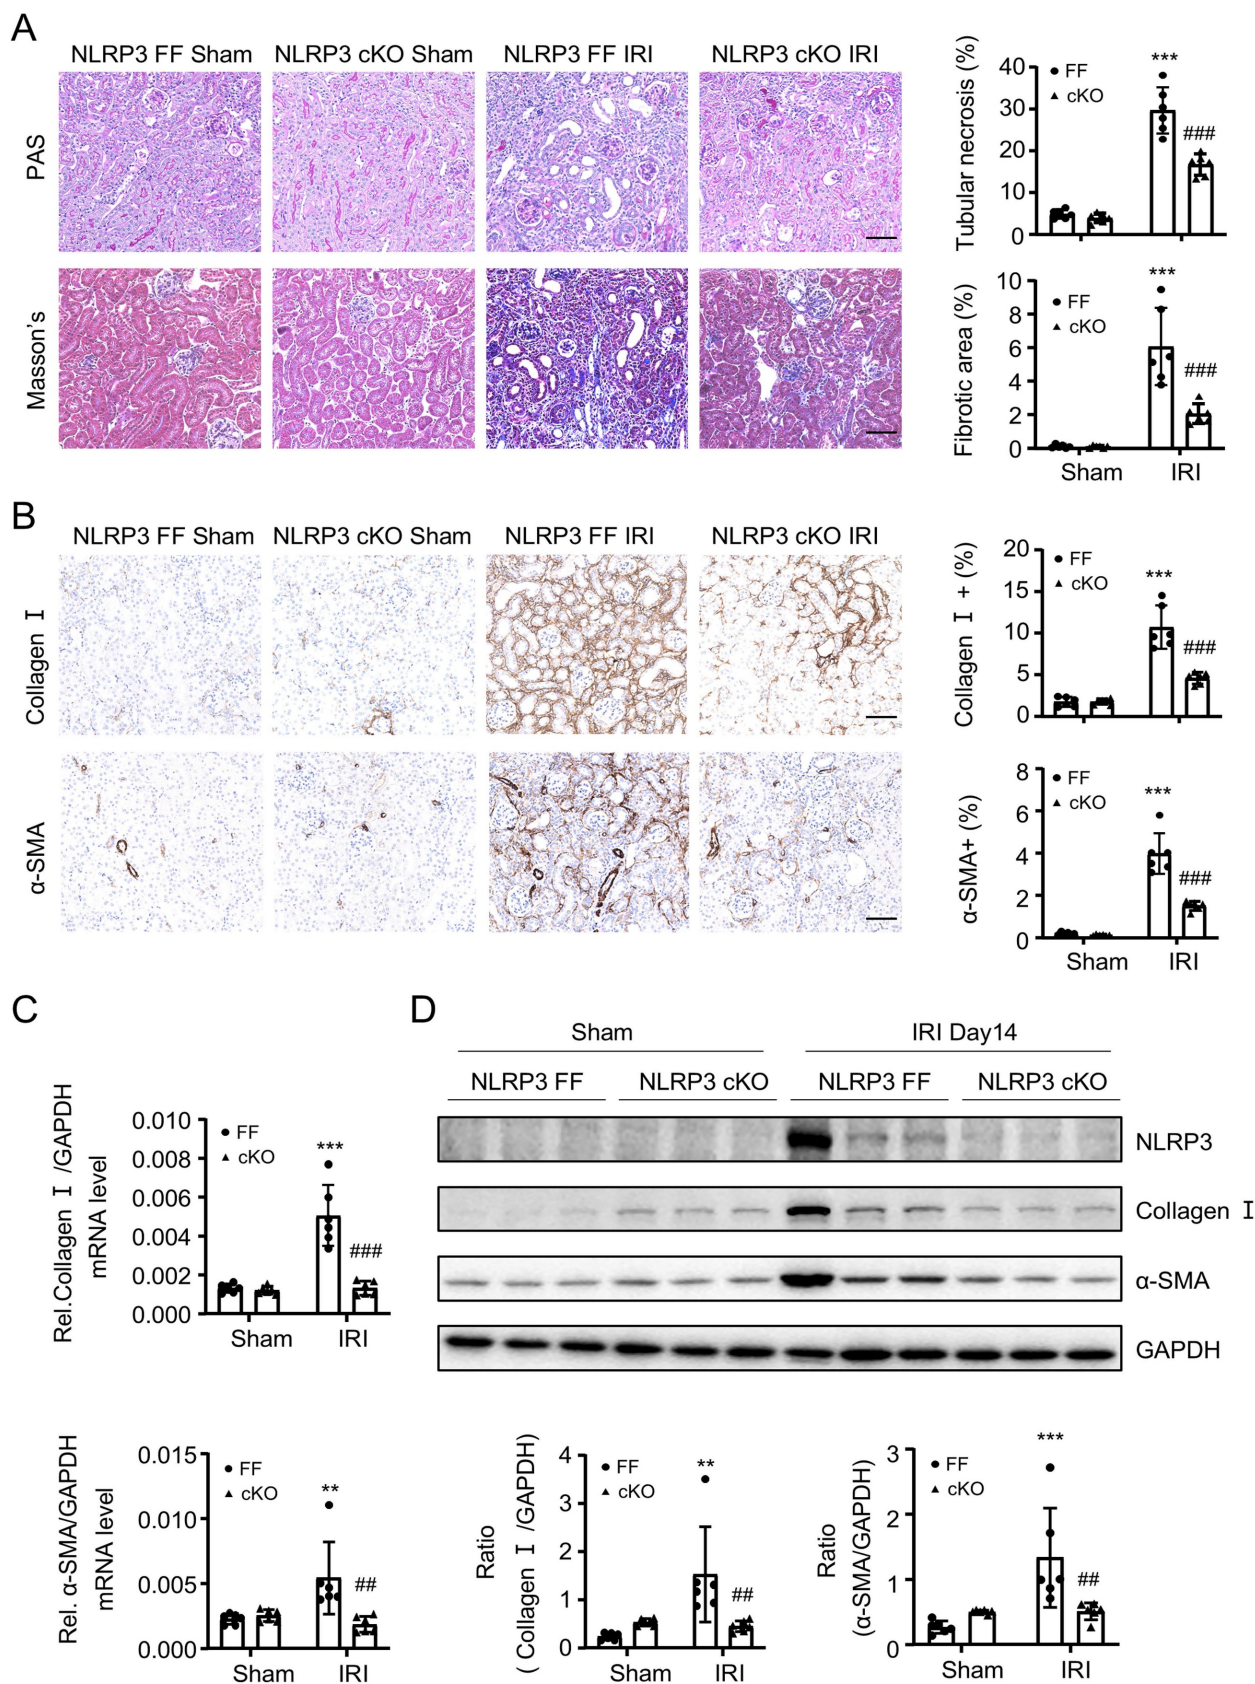 A
NLRP3 FF Sham
NLRP3 cKO Sham
NLRP3 FF IRI
NLRP3 cKO IRI
PAS
Masson's
Tubular necrosis (%)
40
30
20
10
0
FF
cKO
***
###
Fibrotic area (%)
10
8
6
4
2
0
FF
cKO
***
###
Sham
IRI
B
NLRP3 FF Sham
NLRP3 cKO Sham
NLRP3 FF IRI
NLRP3 cKO IRI
Collagen I
α-SMA
Collagen I + (%)
20
15
10
5
0
FF
cKO
***
###
α-SMA+ (%)
8
6
4
2
0
FF
cKO
***
###
Sham
IRI
C
Rel.Collagen I /GAPDH
mRNA level
0.010
0.008
0.006
0.004
0.002
0.000
FF
cKO
***
###
Sham
IRI
Rel. α-SMA/GAPDH
mRNA level
0.015
0.010
0.005
0.000
FF
cKO
**
##
Sham
IRI
D
Sham
IRI Day14
NLRP3 FF
NLRP3 cKO
NLRP3 FF
NLRP3 cKO
NLRP3
Collagen I
α-SMA
GAPDH
Ratio
( Collagen I /GAPDH)
4
3
2
1
0
FF
cKO
**
##
Sham
IRI
Ratio
(α-SMA/GAPDH)
3
2
1
0
FF
cKO
***
##
Sham
IRI